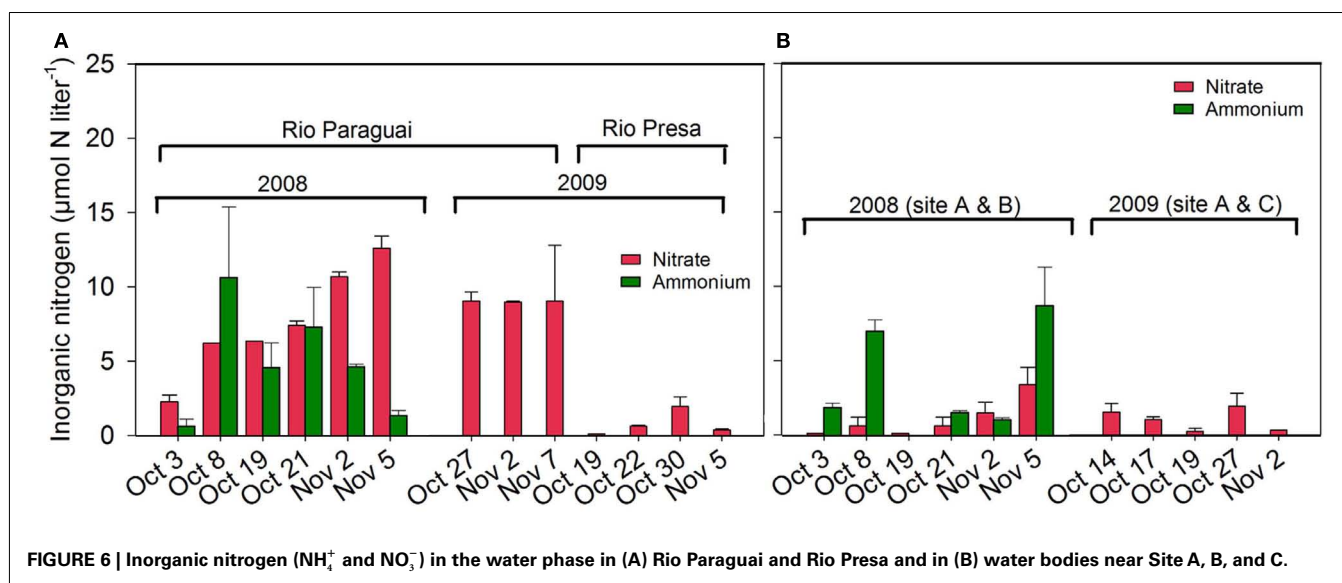 A
B
Inorganic nitrogen (µmol N liter⁻¹)
25
20
15
10
5
0
Rio Paraguai
Rio Presa
2008
2009
Nitrate
Ammonium
Oct 3
Oct 8
Oct 19
Oct 21
Nov 2
Nov 5
Oct 27
Nov 2
Nov 7
Oct 19
Oct 22
Oct 30
Nov 5
Nitrate
Ammonium
2008 (site A & B)
2009 (site A & C)
Oct 3
Oct 8
Oct 19
Oct 21
Nov 2
Nov 5
Oct 14
Oct 17
Oct 19
Oct 27
Nov 2
FIGURE 6 | Inorganic nitrogen (NH₄⁺ and NO₃⁻) in the water phase in (A) Rio Paraguai and Rio Presa and in (B) water bodies near Site A, B, and C.